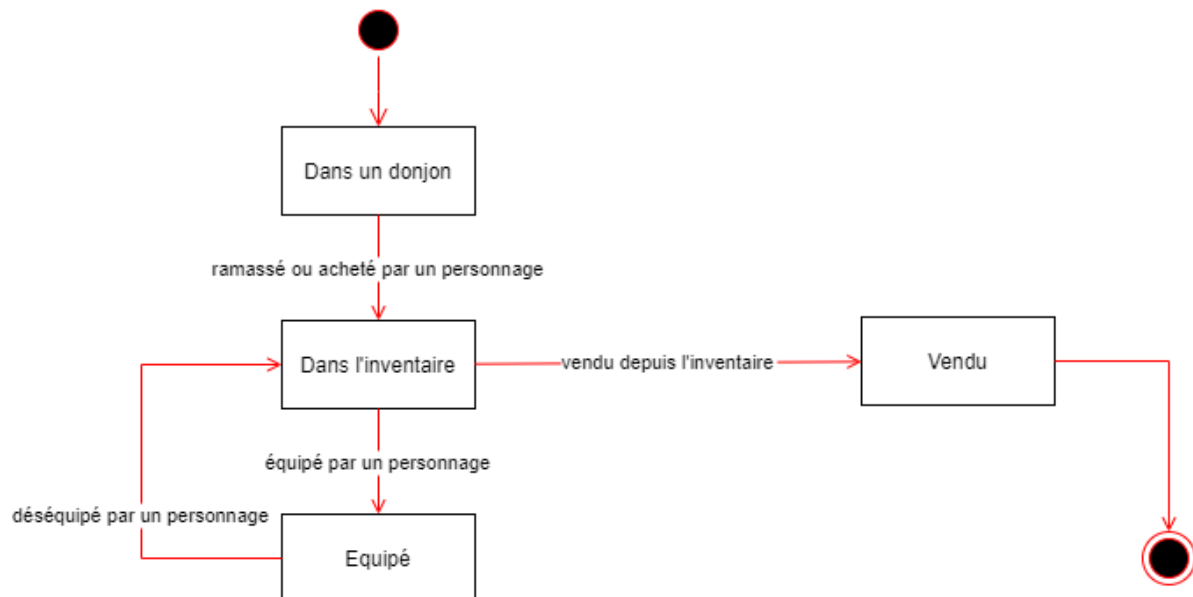 Dans un donjon
ramassé ou acheté par un personnage
Dans l'inventaire
vendu depuis l'inventaire
Vendu
équipé par un personnage
déséquipé par un personnage
Equipé